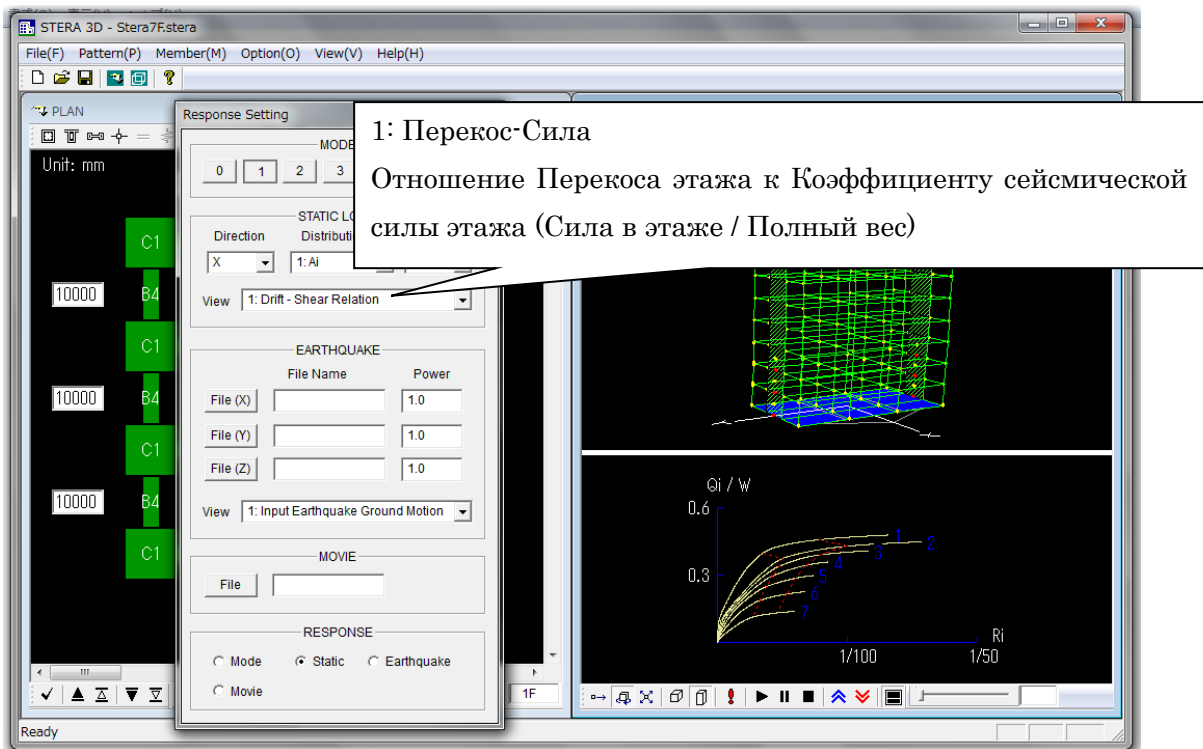 STERA 3D - Stera7F.stera
File(F) Pattern(P) Member(M) Option(O) View(V) Help(H)
PLAN
Unit: mm
C1
10000 B4
C1
10000 B4
C1
10000 B4
C1
1F
Response Setting
MODE
0 1 2 3
STATIC
Direction
X 1: Ai
View 1: Drift - Shear Relation
EARTHQUAKE
File Name Power
File (X) 1.0
File (Y) 1.0
File (Z) 1.0
View 1: Input Earthquake Ground Motion
MOVIE
File
RESPONSE
Mode Static Earthquake
Movie
1: Перекос-Сила
Отношение Перекоса этажа к Коэффициенту сейсмической
силы этажа (Сила в этаже / Полный вес)
Qi / W
0.6
0.3
1
2
3
4
5
6
7
Ri
1/100 1/50
Ready